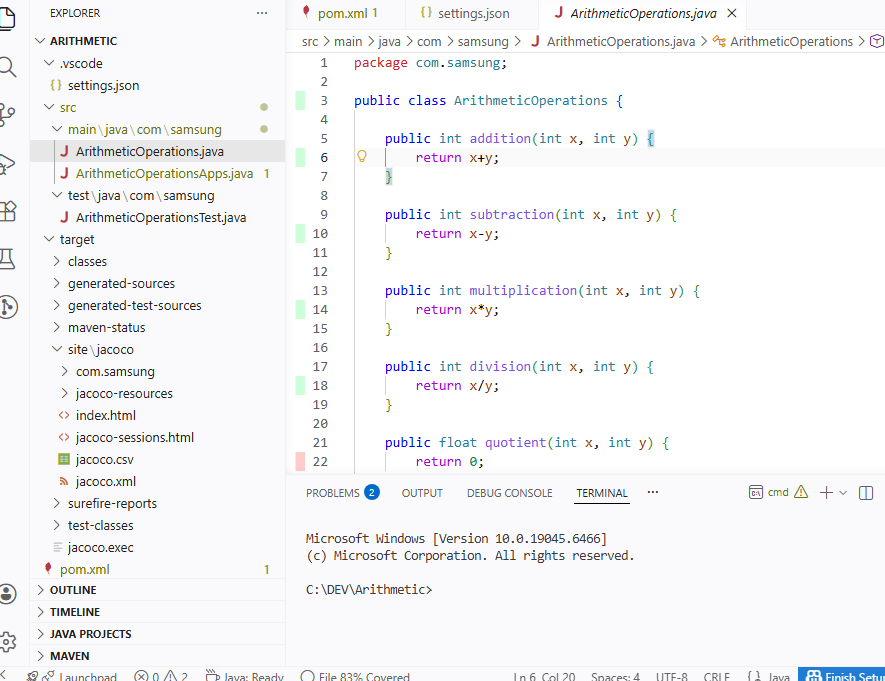 EXPLORER
ARITHMETIC
.vscode
{} settings.json
src
main\java\com\samsung
J ArithmeticOperations.java
J ArithmeticOperationsApps.java 1
test\java\com\samsung
J ArithmeticOperationsTest.java
target
classes
generated-sources
generated-test-sources
maven-status
site\jacoco
com.samsung
jacoco-resources
<> index.html
<> jacoco-sessions.html
jacoco.csv
jacoco.xml
surefire-reports
test-classes
jacoco.exec
pom.xml 1
OUTLINE
TIMELINE
JAVA PROJECTS
MAVEN
pom.xml 1
{} settings.json
J ArithmeticOperations.java
src > main > java > com > samsung > J ArithmeticOperations.java > ArithmeticOperations >
1 package com.samsung;
2
3 public class ArithmeticOperations {
4
5 public int addition(int x, int y) {
6 return x+y;
7 }
8
9 public int subtraction(int x, int y) {
10 return x-y;
11 }
12
13 public int multiplication(int x, int y) {
14 return x*y;
15 }
16
17 public int division(int x, int y) {
18 return x/y;
19 }
20
21 public float quotient(int x, int y) {
22 return 0;
PROBLEMS 2 OUTPUT DEBUG CONSOLE TERMINAL ... cmd
Microsoft Windows [Version 10.0.19045.6466]
(c) Microsoft Corporation. All rights reserved.
C:\DEV\Arithmetic>
Launchpad 0 2 Java: Ready File 83% Covered Ln 6, Col 20 Spaces: 4 UTF-8 CRLF {} Java Finish Setu